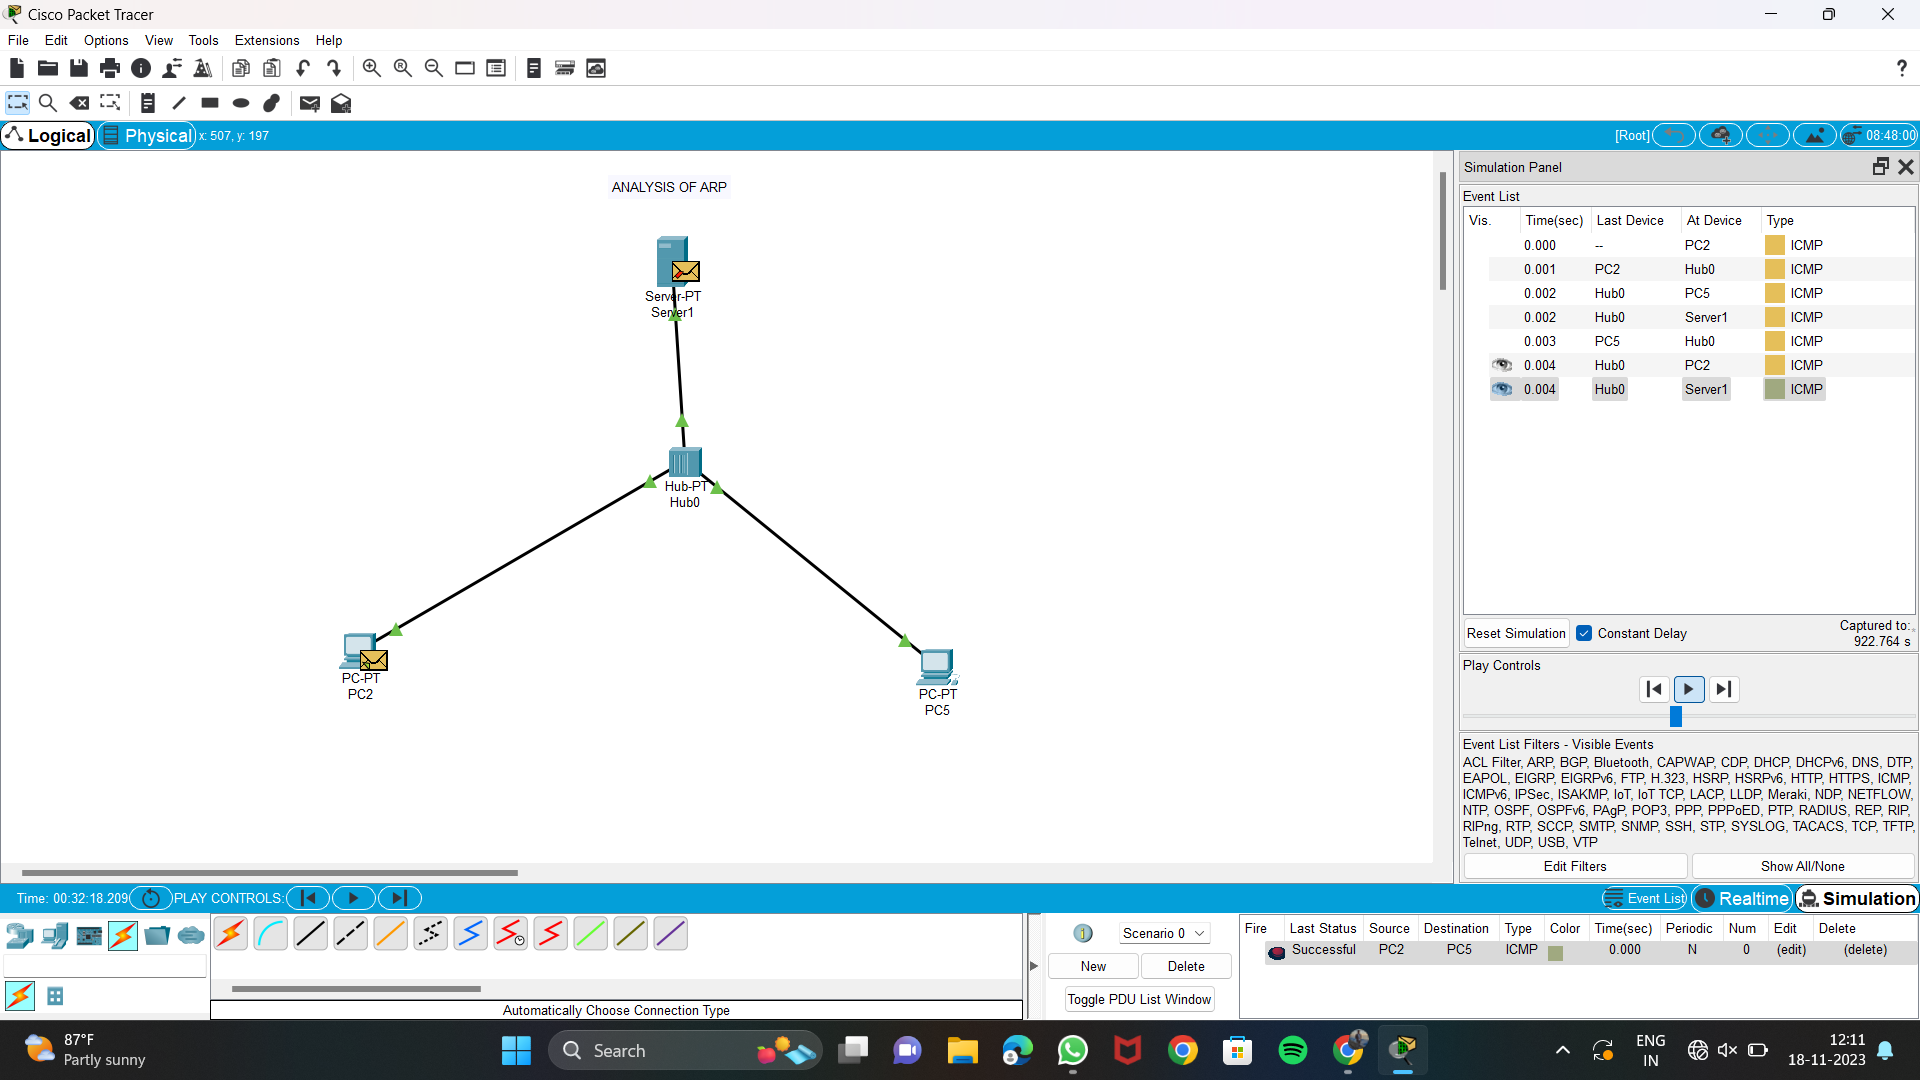 Cisco Packet Tracer
File Edit Options View Tools Extensions Help
?
Logical Physical x: 507, y: 197 [Root] 08:48:00
ANALYSIS OF ARP
Server-PT
Server1
Hub-PT
Hub0
PC-PT
PC2
PC-PT
PC5
Simulation Panel
Event List
Vis. Time(sec) Last Device At Device Type
0.000 -- PC2 ICMP
0.001 PC2 Hub0 ICMP
0.002 Hub0 PC5 ICMP
0.002 Hub0 Server1 ICMP
0.003 PC5 Hub0 ICMP
0.004 Hub0 PC2 ICMP
0.004 Hub0 Server1 ICMP
Reset Simulation Constant Delay Captured to:
922.764 s
Play Controls
Event List Filters - Visible Events
ACL Filter, ARP, BGP, Bluetooth, CAPWAP, CDP, DHCP, DHCPv6, DNS, DTP,
EAPOL, EIGRP, EIGRPv6, FTP, H.323, HSRP, HSRPv6, HTTP, HTTPS, ICMP,
ICMPv6, IPSec, ISAKMP, IoT, IoT TCP, LACP, LLDP, Meraki, NDP, NETFLOW,
NTP, OSPF, OSPFv6, PAgP, POP3, PPP, PPPoED, PTP, RADIUS, REP, RIP,
RIPng, RTP, SCCP, SMTP, SNMP, SSH, STP, SYSLOG, TACACS, TCP, TFTP,
Telnet, UDP, USB, VTP
Edit Filters Show All/None
Time: 00:32:18.209 PLAY CONTROLS: Event List Realtime Simulation
Automatically Choose Connection Type
1 Scenario 0
New Delete
Toggle PDU List Window
Fire Last Status Source Destination Type Color Time(sec) Periodic Num Edit Delete
Successful PC2 PC5 ICMP 0.000 N 0 (edit) (delete)
87°F
Partly sunny
Search
ENG
IN
12:11
18-11-2023